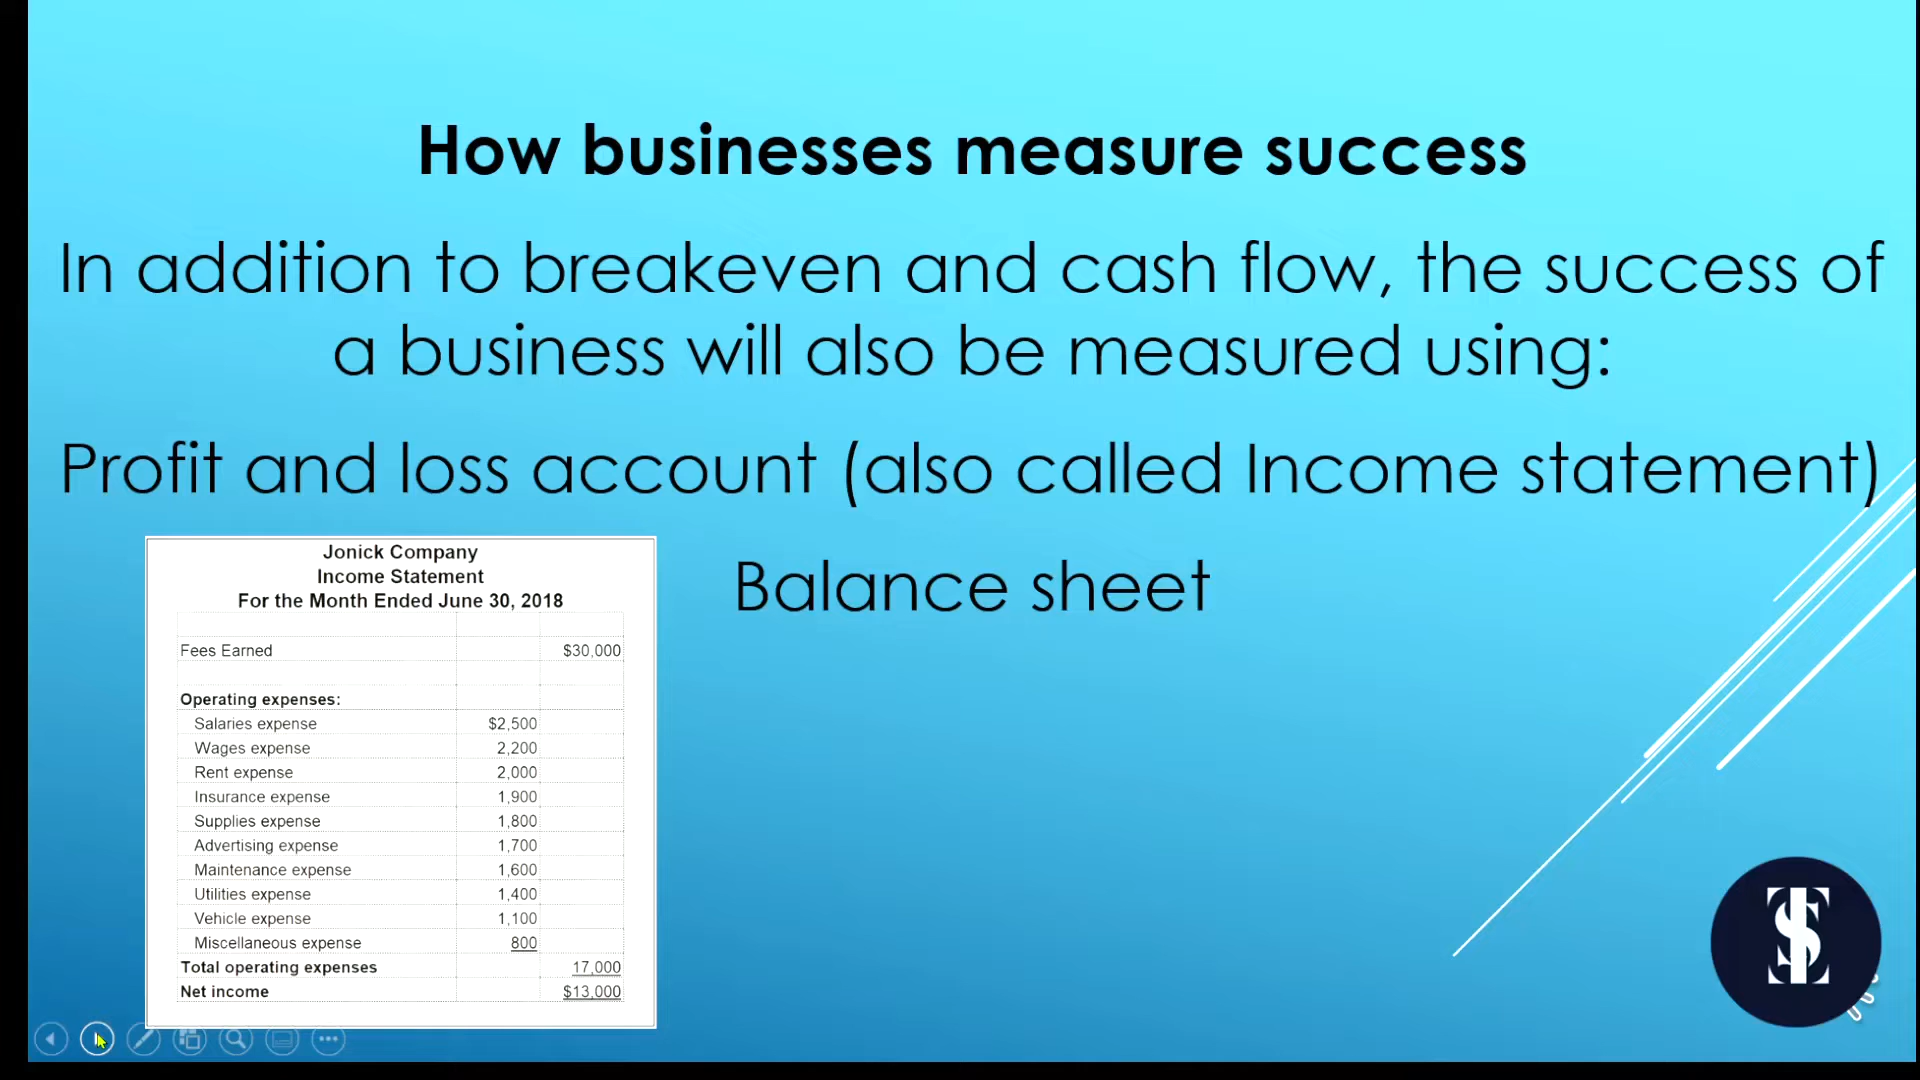 How businesses measure success
In addition to breakeven and cash flow, the success of
a business will also be measured using:
Profit and loss account (also called Income statement)
Balance sheet
Jonick Company
Income Statement
For the Month Ended June 30, 2018
Fees Earned $30,000
Operating expenses:
Salaries expense $2,500
Wages expense 2,200
Rent expense 2,000
Insurance expense 1,900
Supplies expense 1,800
Advertising expense 1,700
Maintenance expense 1,600
Utilities expense 1,400
Vehicle expense 1,100
Miscellaneous expense 800
Total operating expenses 17,000
Net income $13,000